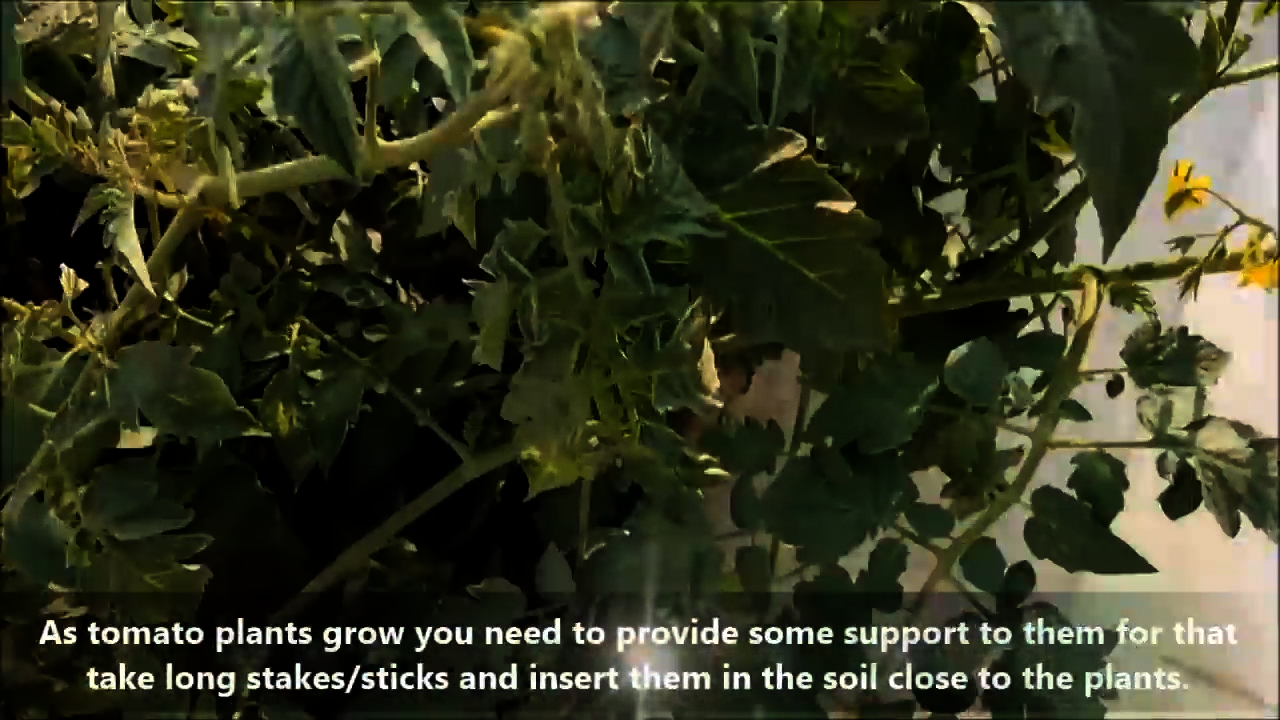 As tomato plants grow you need to provide some support to them for that
take long stakes/sticks and insert them in the soil close to the plants.